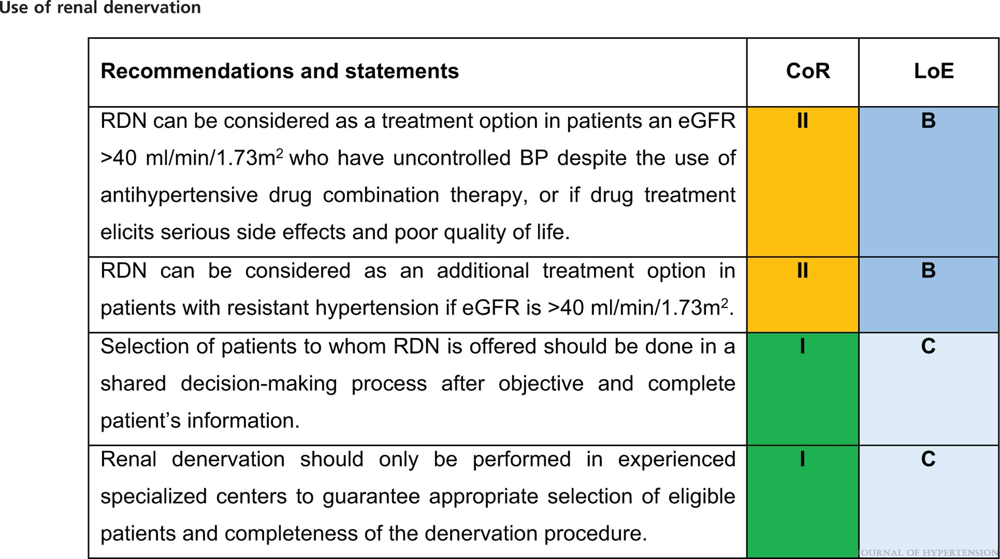 Use of renal denervation
Recommendations and statements CoR LoE
RDN can be considered as a treatment option in patients an eGFR II B
>40 ml/min/1.73m² who have uncontrolled BP despite the use of
antihypertensive drug combination therapy, or if drug treatment
elicits serious side effects and poor quality of life.
RDN can be considered as an additional treatment option in II B
patients with resistant hypertension if eGFR is >40 ml/min/1.73m².
Selection of patients to whom RDN is offered should be done in a I C
shared decision-making process after objective and complete
patient’s information.
Renal denervation should only be performed in experienced I C
specialized centers to guarantee appropriate selection of eligible
patients and completeness of the denervation procedure.
JOURNAL OF HYPERTENSION